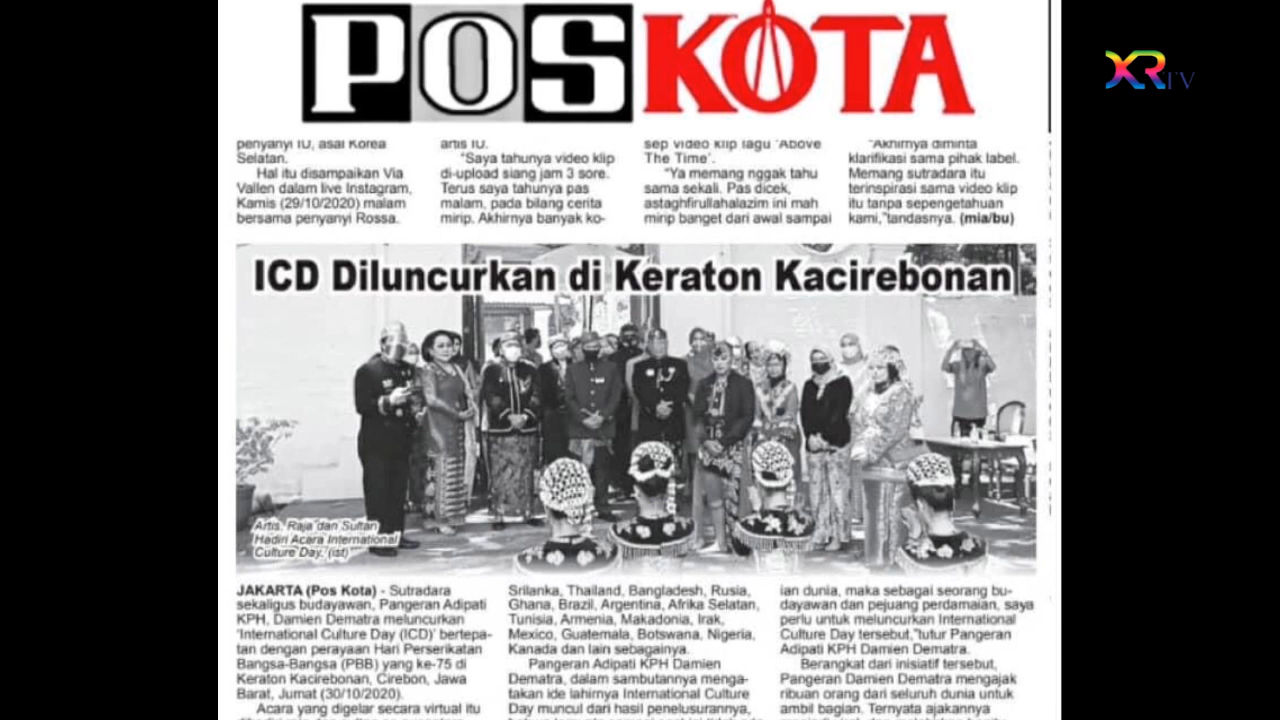 POSKOTA
XRTV
penyanyi IU, asal Korea
Selatan.
Hal itu disampaikan Via
Vallen dalam live Instagram,
Kamis (29/10/2020) malam
bersama penyanyi Rossa.
artis IU.
"Saya tahunya video klip
di-upload siang jam 3 sore.
Terus saya tahunya pas
malam, pada bilang cerita
mirip. Akhirnya banyak ko-
sep video klip lagu 'Above
The Time'.
"Ya memang nggak tahu
sama sekali. Pas dicek,
astaghfirullahalazim ini mah
mirip banget dari awal sampai
"Akhirnya diminta
klarifikasi sama pihak label.
Memang sutradara itu
terinspirasi sama video klip
itu tanpa sepengetahuan
kami,"tandasnya. (mia/bu)
ICD Diluncurkan di Keraton Kacirebonan
Artis, Raja dan Sultan
Hadiri Acara International
Culture Day. (ist)
JAKARTA (Pos Kota) - Sutradara
sekaligus budayawan, Pangeran Adipati
KPH, Damien Dematra meluncurkan
'International Culture Day (ICD)' bertepa-
tan dengan perayaan Hari Perserikatan
Bangsa-Bangsa (PBB) yang ke-75 di
Keraton Kacirebonan, Cirebon, Jawa
Barat, Jumat (30/10/2020).
Acara yang digelar secara virtual itu
Srilanka, Thailand, Bangladesh, Rusia,
Ghana, Brazil, Argentina, Afrika Selatan,
Tunisia, Armenia, Makadonia, Irak,
Mexico, Guatemala, Botswana, Nigeria,
Kanada dan lain sebagainya.
Pangeran Adipati KPH Damien
Dematra, dalam sambutannya menga-
takan ide lahirnya International Culture
Day muncul dari hasil penelusurannya,
ian dunia, maka sebagai seorang bu-
dayawan dan pejuang perdamaian, saya
perlu untuk meluncurkan International
Culture Day tersebut,"tutur Pangeran
Adipati KPH Damien Dematra.
Berangkat dari inisiatif tersebut,
Pangeran Damien Dematra mengajak
ribuan orang dari seluruh dunia untuk
ambil bagian. Ternyata ajakannya